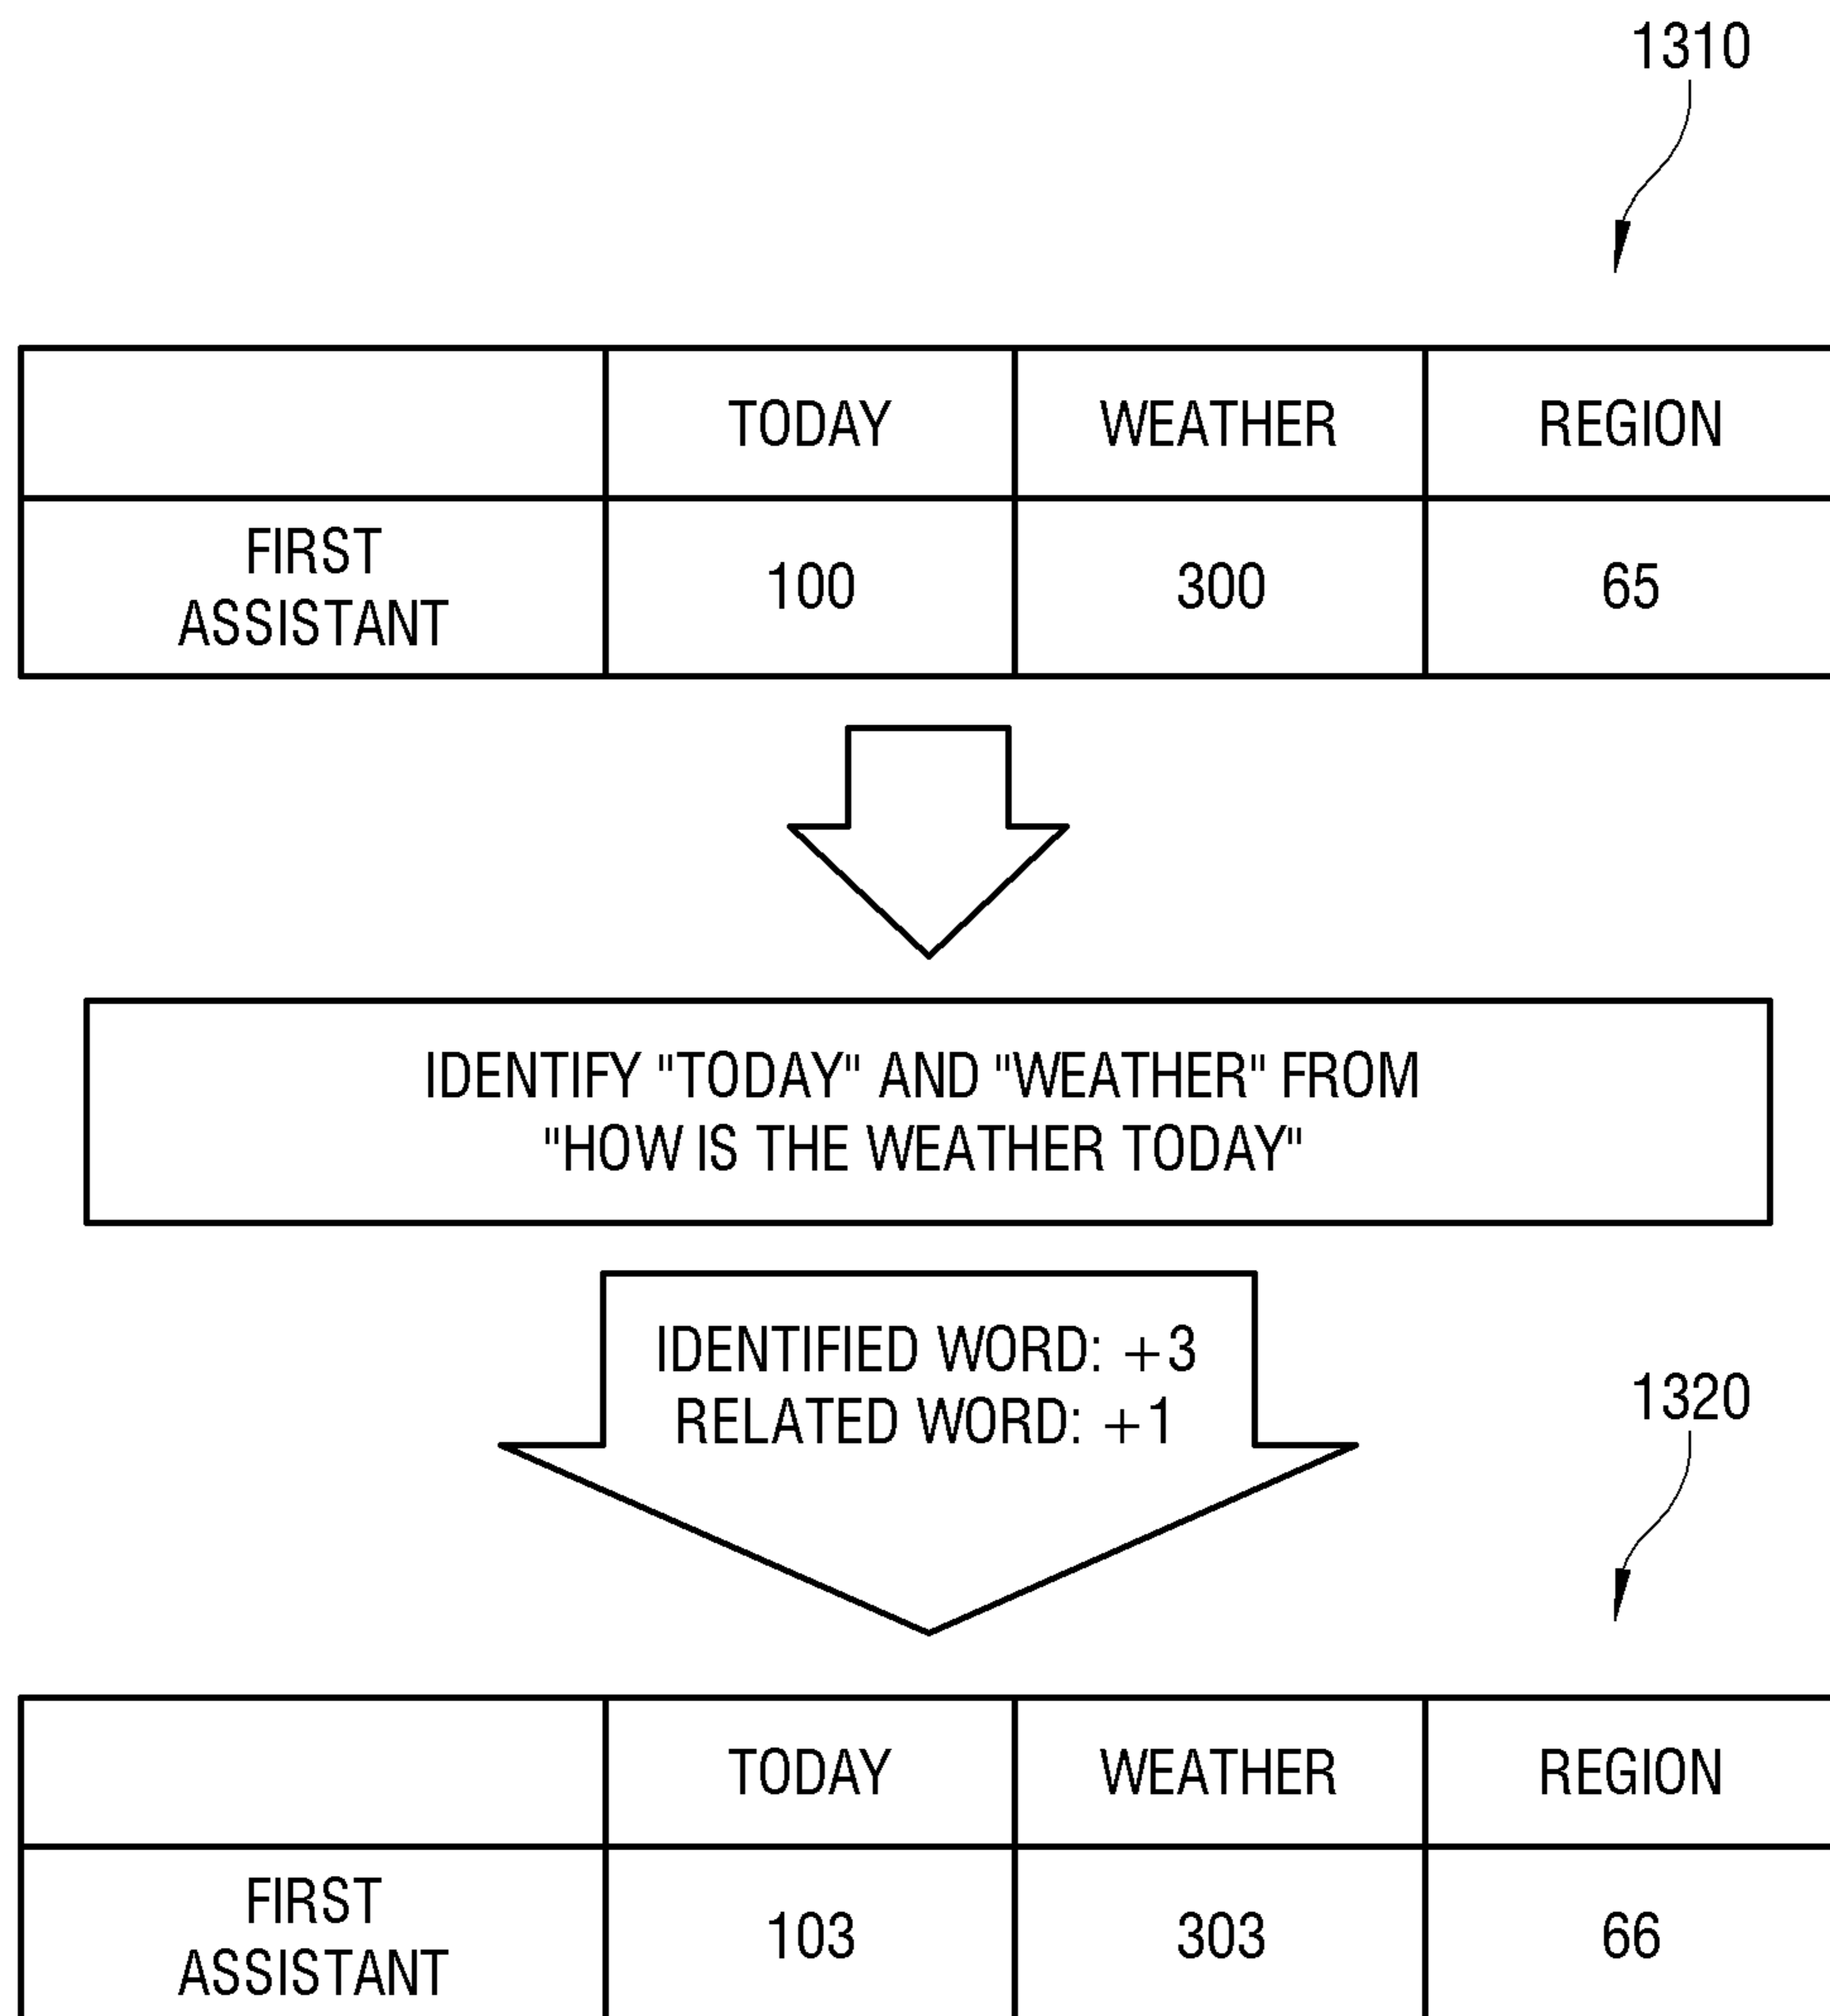 1310
TODAY WEATHER REGION
FIRST
ASSISTANT
100 300 65
IDENTIFY "TODAY" AND "WEATHER" FROM
"HOW IS THE WEATHER TODAY"
IDENTIFIED WORD: +3
RELATED WORD: +1
1320
TODAY WEATHER REGION
FIRST
ASSISTANT
103 303 66